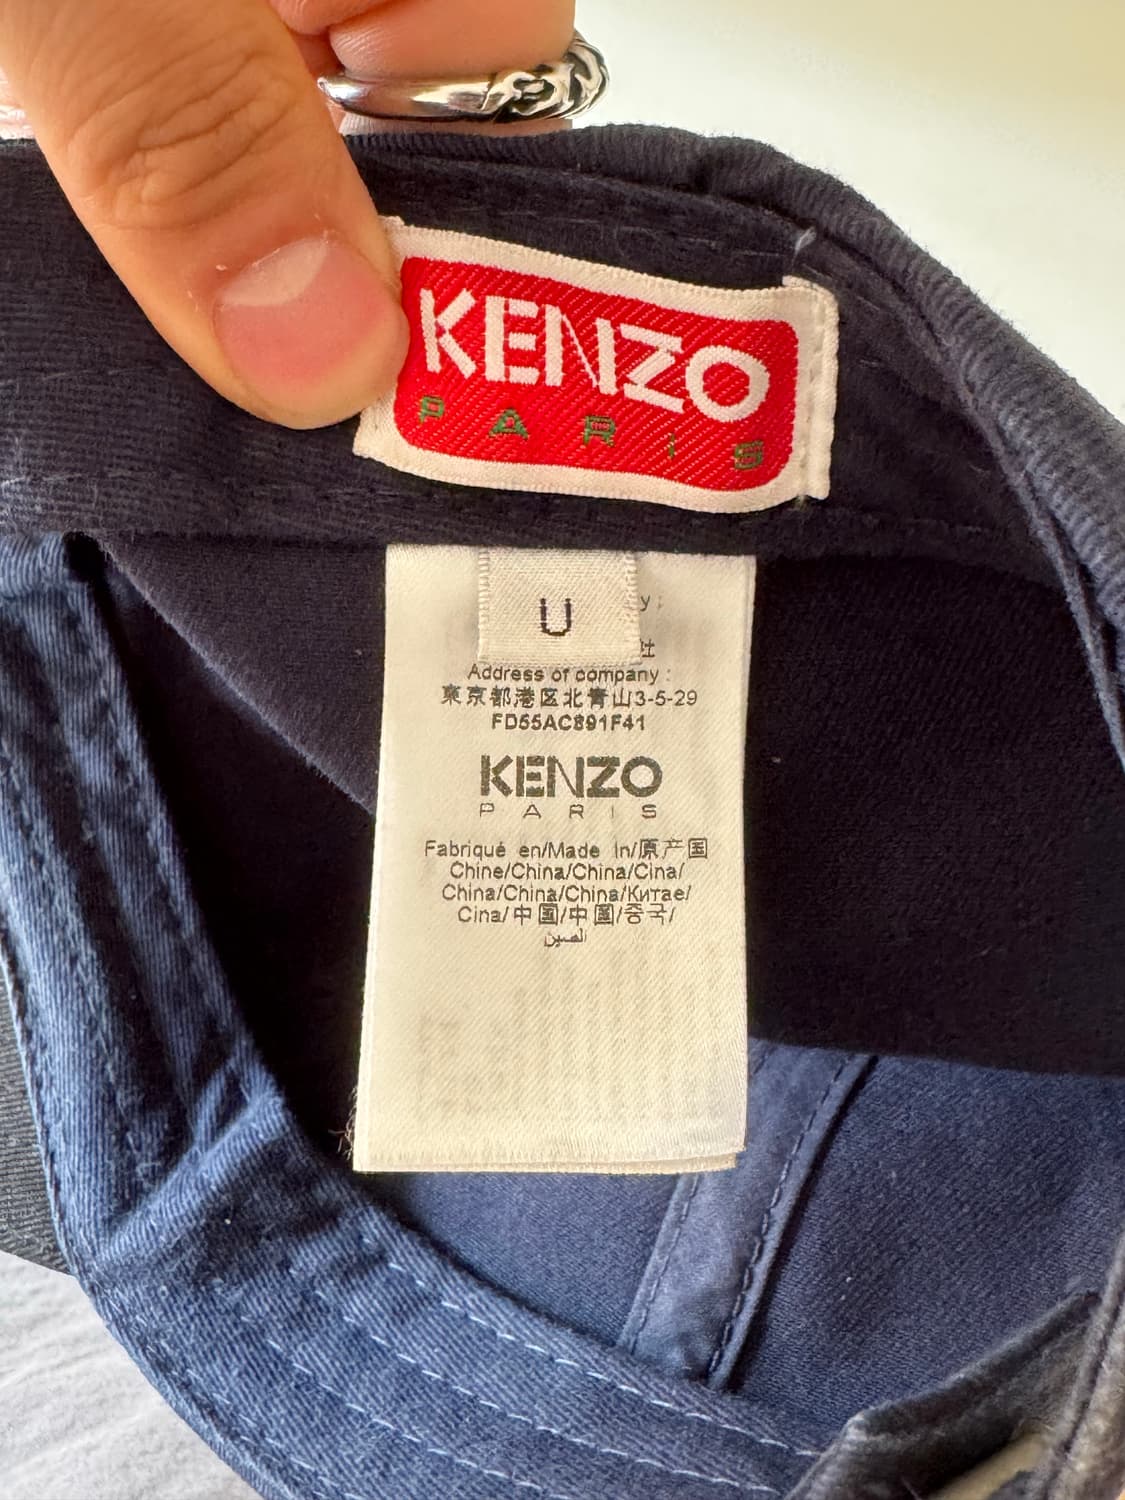 KENZO
PARIS
U
y :
社
Address of company :
東京都港区北青山3-5-29
FD55AC891F41
KENZO
PARIS
Fabriqué en/Made In/原产国
Chine/China/China/Cina/
China/China/China/Китае/
Cina/中国/中国/중국/
الصين